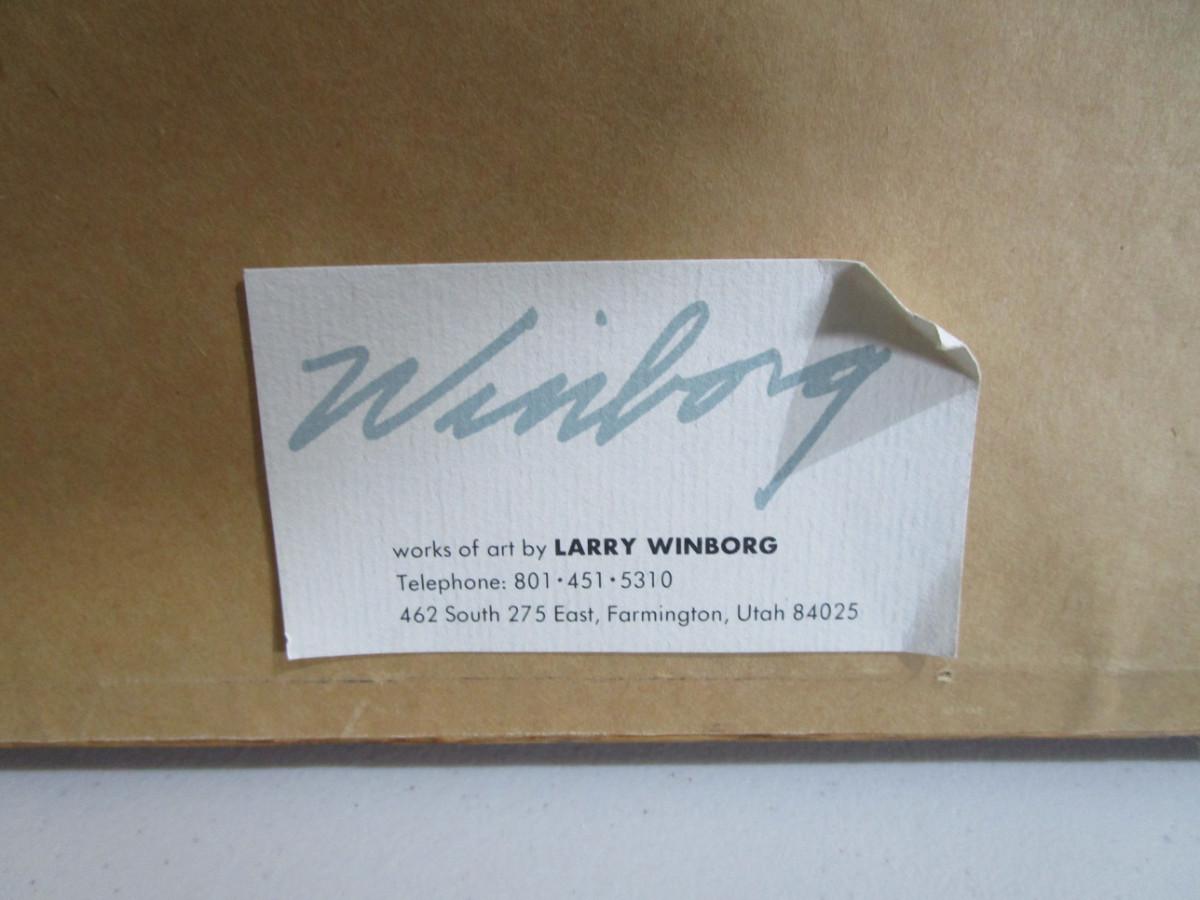 Winborg
works of art by LARRY WINBORG
Telephone: 801•451•5310
462 South 275 East, Farmington, Utah 84025